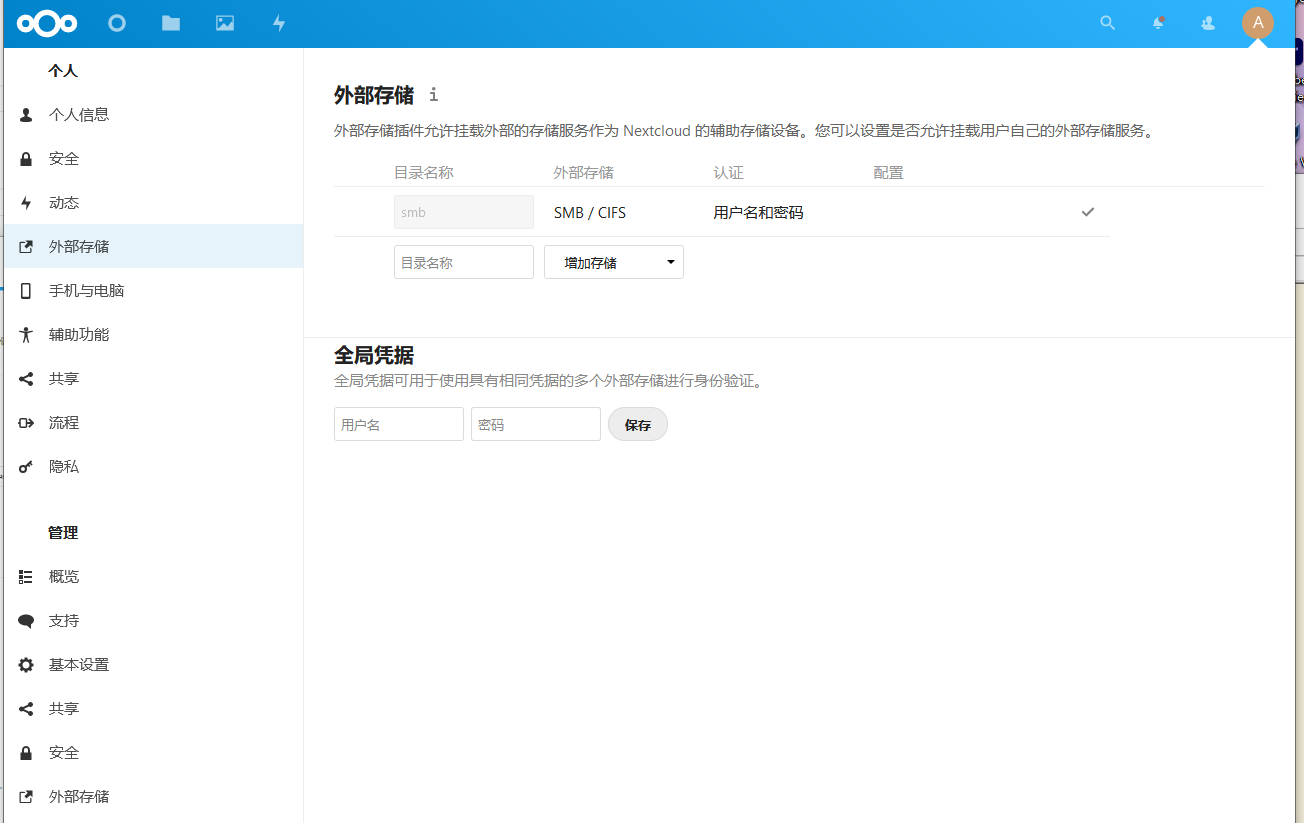 A
个人
个人信息
安全
动态
外部存储
手机与电脑
辅助功能
共享
流程
隐私
管理
概览
支持
基本设置
共享
安全
外部存储
外部存储
外部存储插件允许挂载外部的存储服务作为 Nextcloud 的辅助存储设备。您可以设置是否允许挂载用户自己的外部存储服务。
目录名称 外部存储 认证 配置
smb SMB / CIFS 用户名和密码
目录名称 增加存储
全局凭据
全局凭据可用于使用具有相同凭据的多个外部存储进行身份验证。
用户名 密码 保存